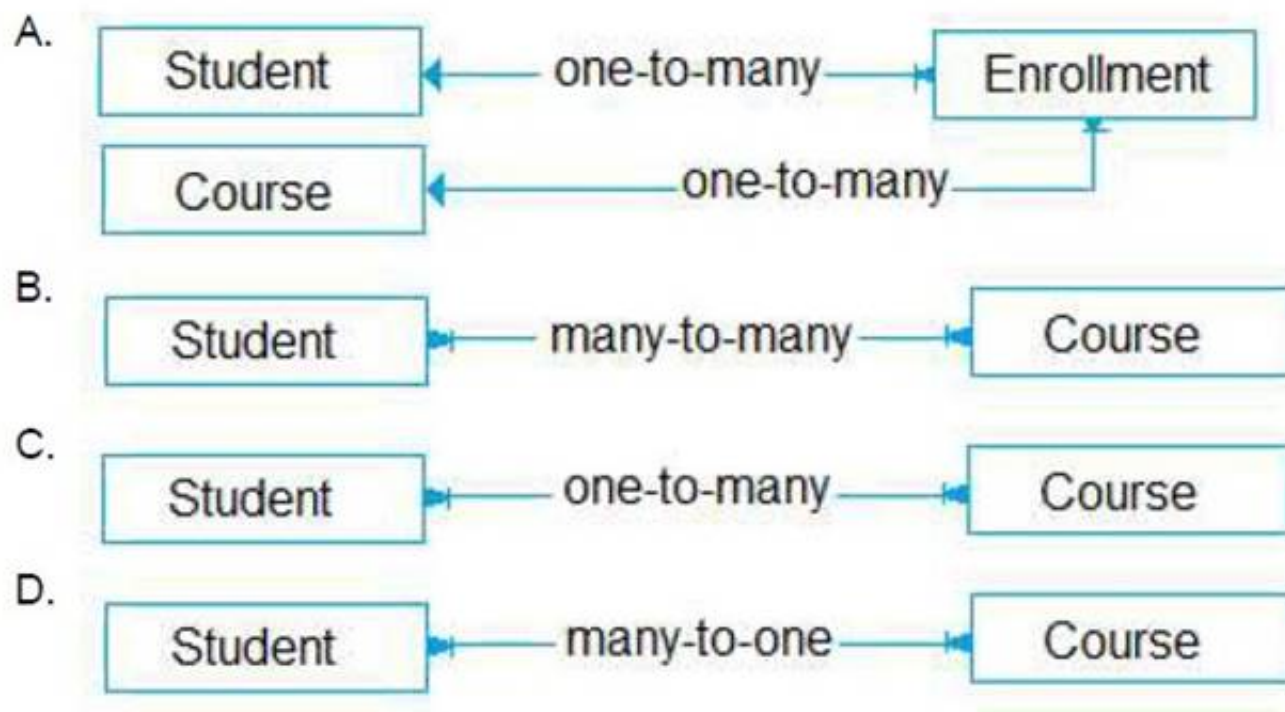 A.
Student one-to-many Enrollment
Course one-to-many
B.
Student many-to-many Course
C.
Student one-to-many Course
D.
Student many-to-one Course